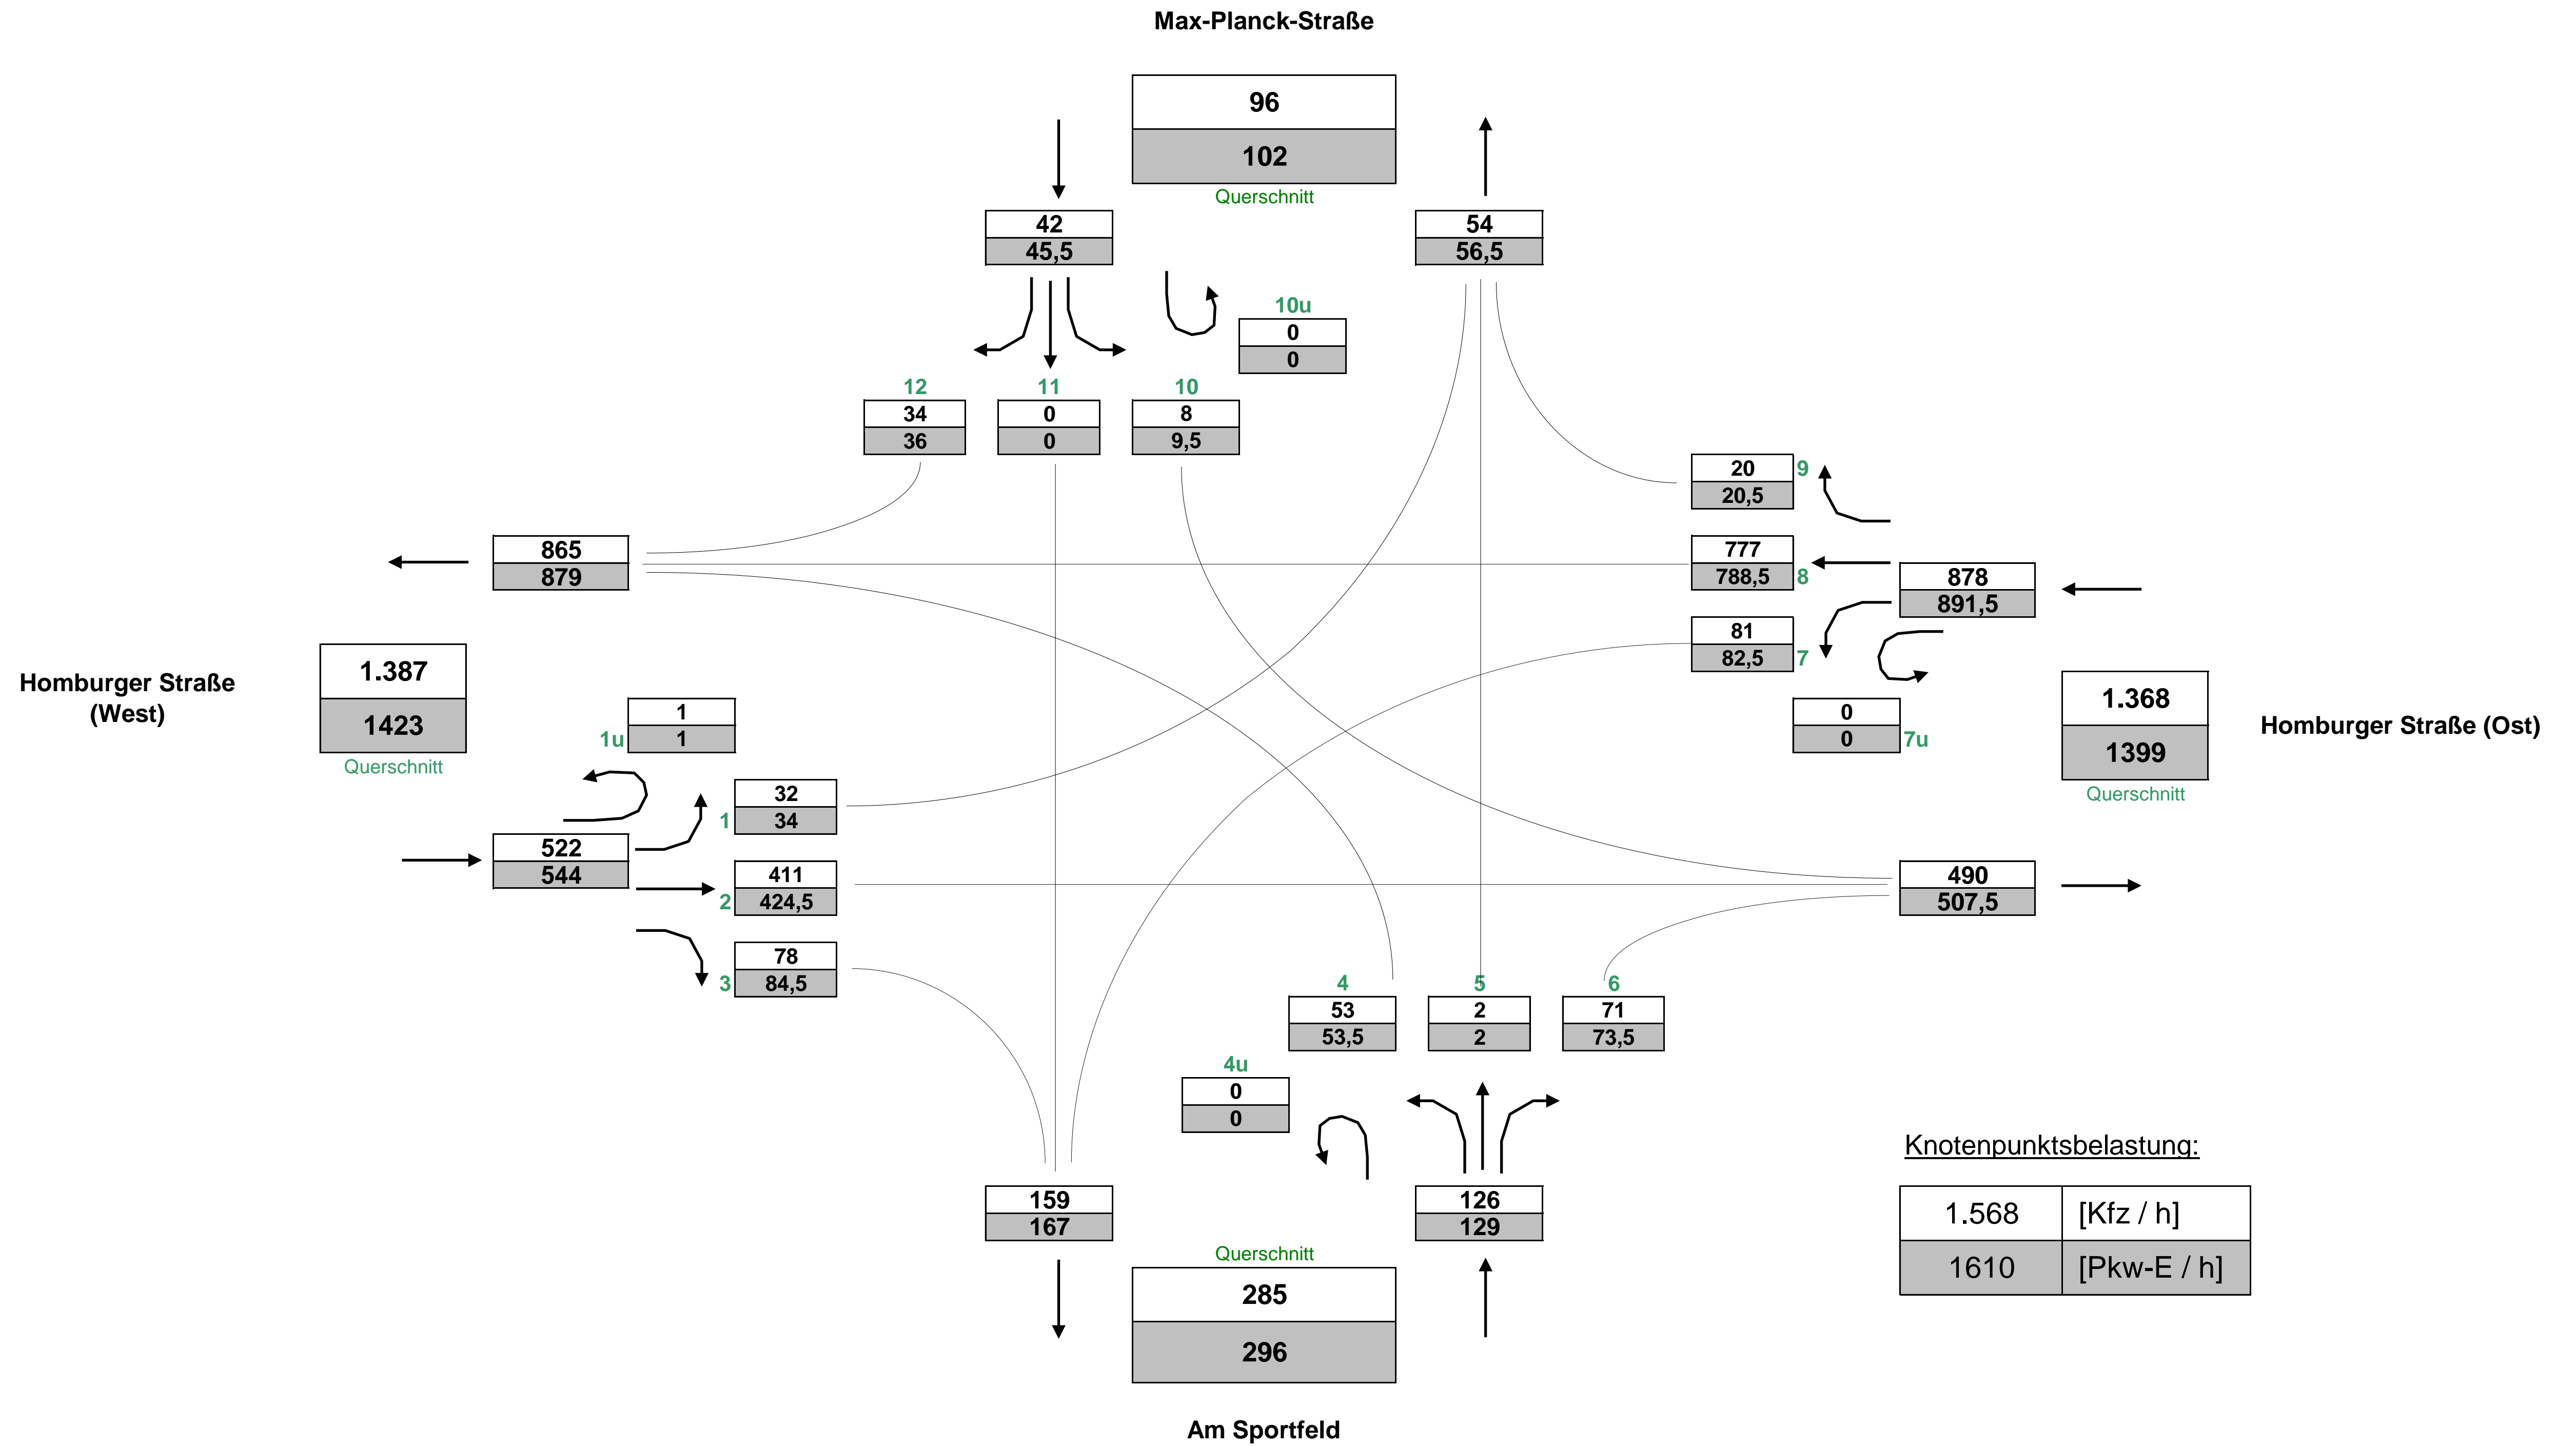 Max-Planck-Straße
96
102
Querschnitt
42
45,5
54
56,5
10u
0
0
12 11 10
34 0 8
36 0 9,5
20 9
20,5
865
879
777
788,5 8
878
891,5
81
82,5 7
Homburger Straße
(West)
1.387
1423
Querschnitt
1
1u 1
0
0 7u
1.368
1399
Querschnitt
Homburger Straße (Ost)
32
1 34
522
544
411
2 424,5
490
507,5
78
3 84,5
4 5 6
53 2 71
53,5 2 73,5
4u
0
0
159
167
126
129
Querschnitt
285
296
Knotenpunktsbelastung:
1.568 [Kfz / h]
1610 [Pkw-E / h]
Am Sportfeld